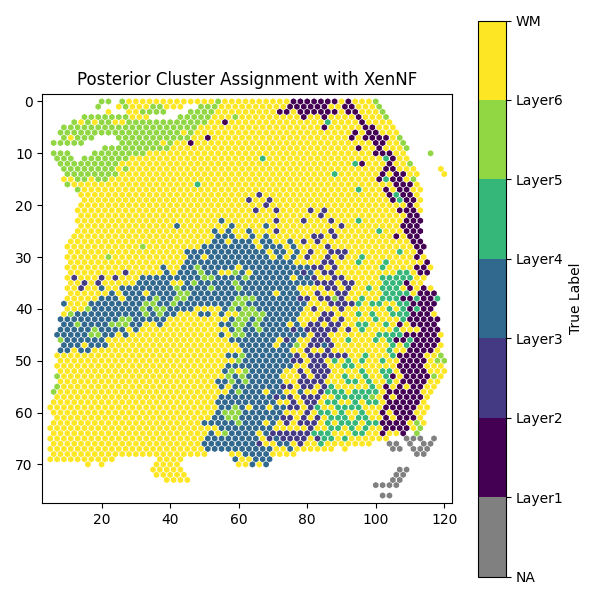 Posterior Cluster Assignment with XenNF
0
10
20
30
40
50
60
70
20
40
60
80
100
120
WM
Layer6
Layer5
Layer4
Layer3
Layer2
Layer1
NA
True Label